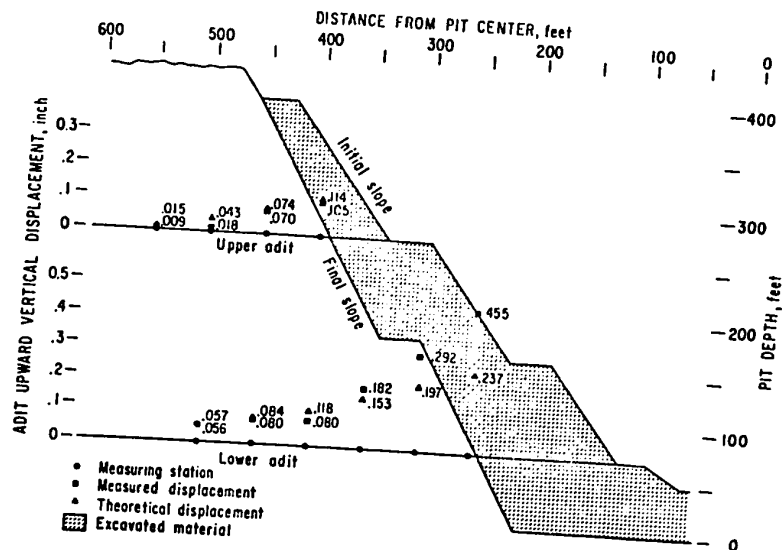 DISTANCE FROM PIT CENTER, feet
600 500 400 300 200 100 0
ADIT UPWARD VERTICAL DISPLACEMENT, inch
0.3
.2
.1
0
0.5
.4
.3
.2
.1
0
PIT DEPTH, feet
400
300
200
100
0
Initial slope
Final slope
.015
.009
.043
.018
.074
.070
.114
.1C5
Upper adit
.455
.292
.237
.197
.182
.153
.118
.080
.084
.080
.057
.056
Lower adit
Measuring station
Measured displacement
Theoretical displacement
Excavated material